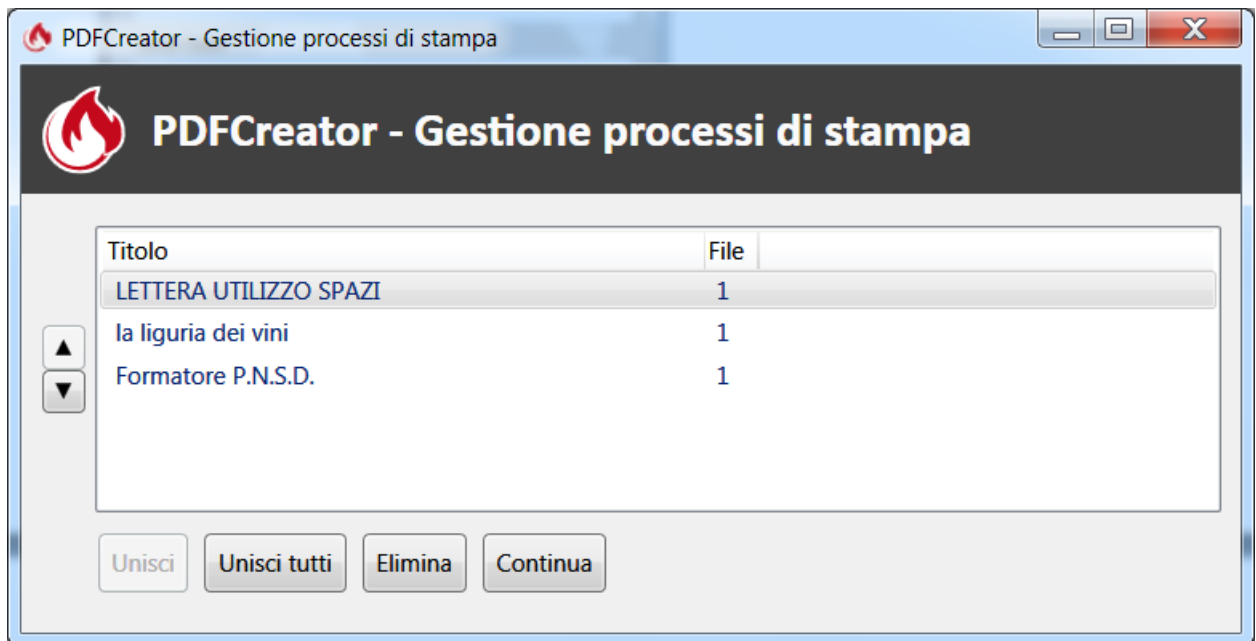 PDFCreator - Gestione processi di stampa
PDFCreator - Gestione processi di stampa
Titolo File
LETTERA UTILIZZO SPAZI 1
la liguria dei vini 1
Formatore P.N.S.D. 1
Unisci Unisci tutti Elimina Continua